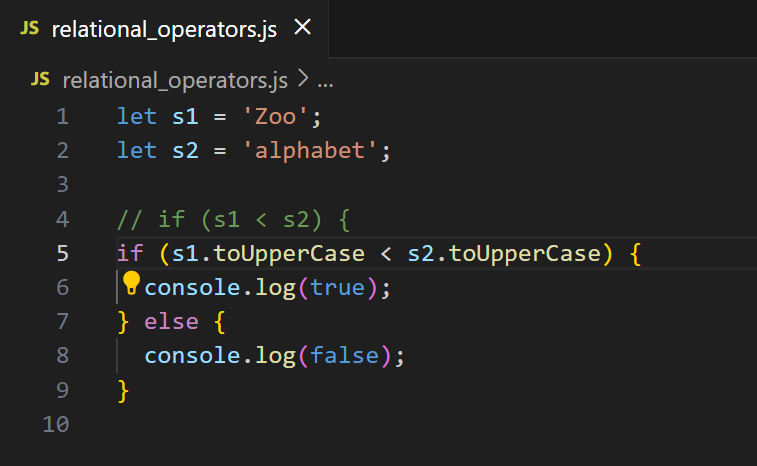 JS relational_operators.js ×
JS relational_operators.js > ...
1 let s1 = 'Zoo';
2 let s2 = 'alphabet';
3
4 // if (s1 < s2) {
5 if (s1.toUpperCase < s2.toUpperCase) {
6   console.log(true);
7 } else {
8   console.log(false);
9 }
10